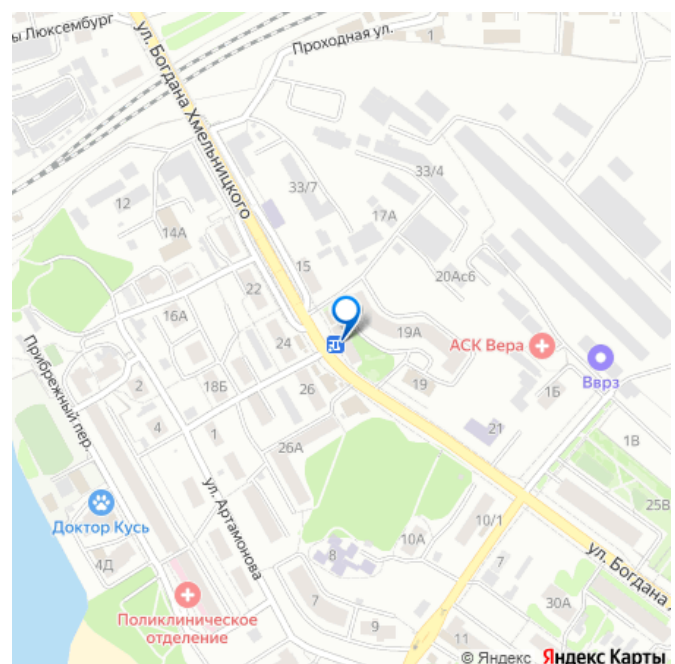 ы Люксембург
Проходная ул.
1
ул. Богдана Хмельницкого
33/7
33/4
12
17А
14А
15
20Ас6
22
16А
19А
АСК Вера
24
Вврз
Прибрежный пер.
2
18Б
26
19
1Б
4
1
21
1В
26А
25В
ул. Артамонова
Доктор Кусь
10/1
10А
8
ул. Богдана
4Д
7
Поликлиническое
отделение
7
30А
9
11
© Яндекс Яндекс Карты